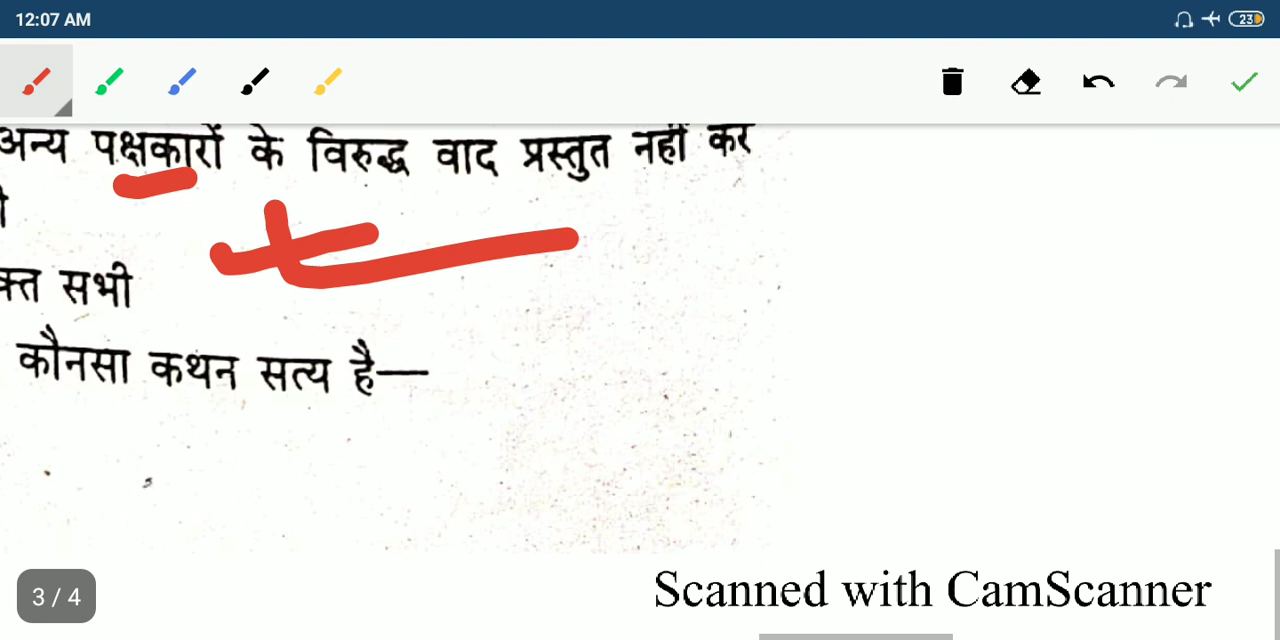 12:07 AM
23
अन्य पक्षकारों के विरुद्ध वाद प्रस्तुत नहीं कर
सभी
कौनसा कथन सत्य है—
3 / 4
Scanned with CamScanner